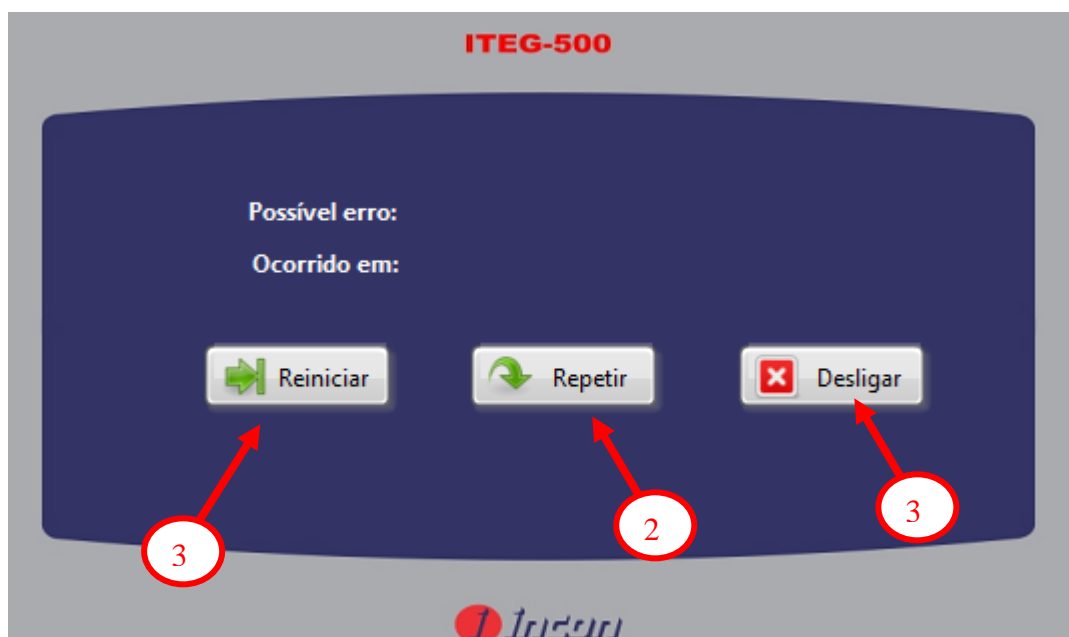 ITEG-500
Possível erro:
Ocorrido em:
Reiniciar Repetir Desligar
3 2 3